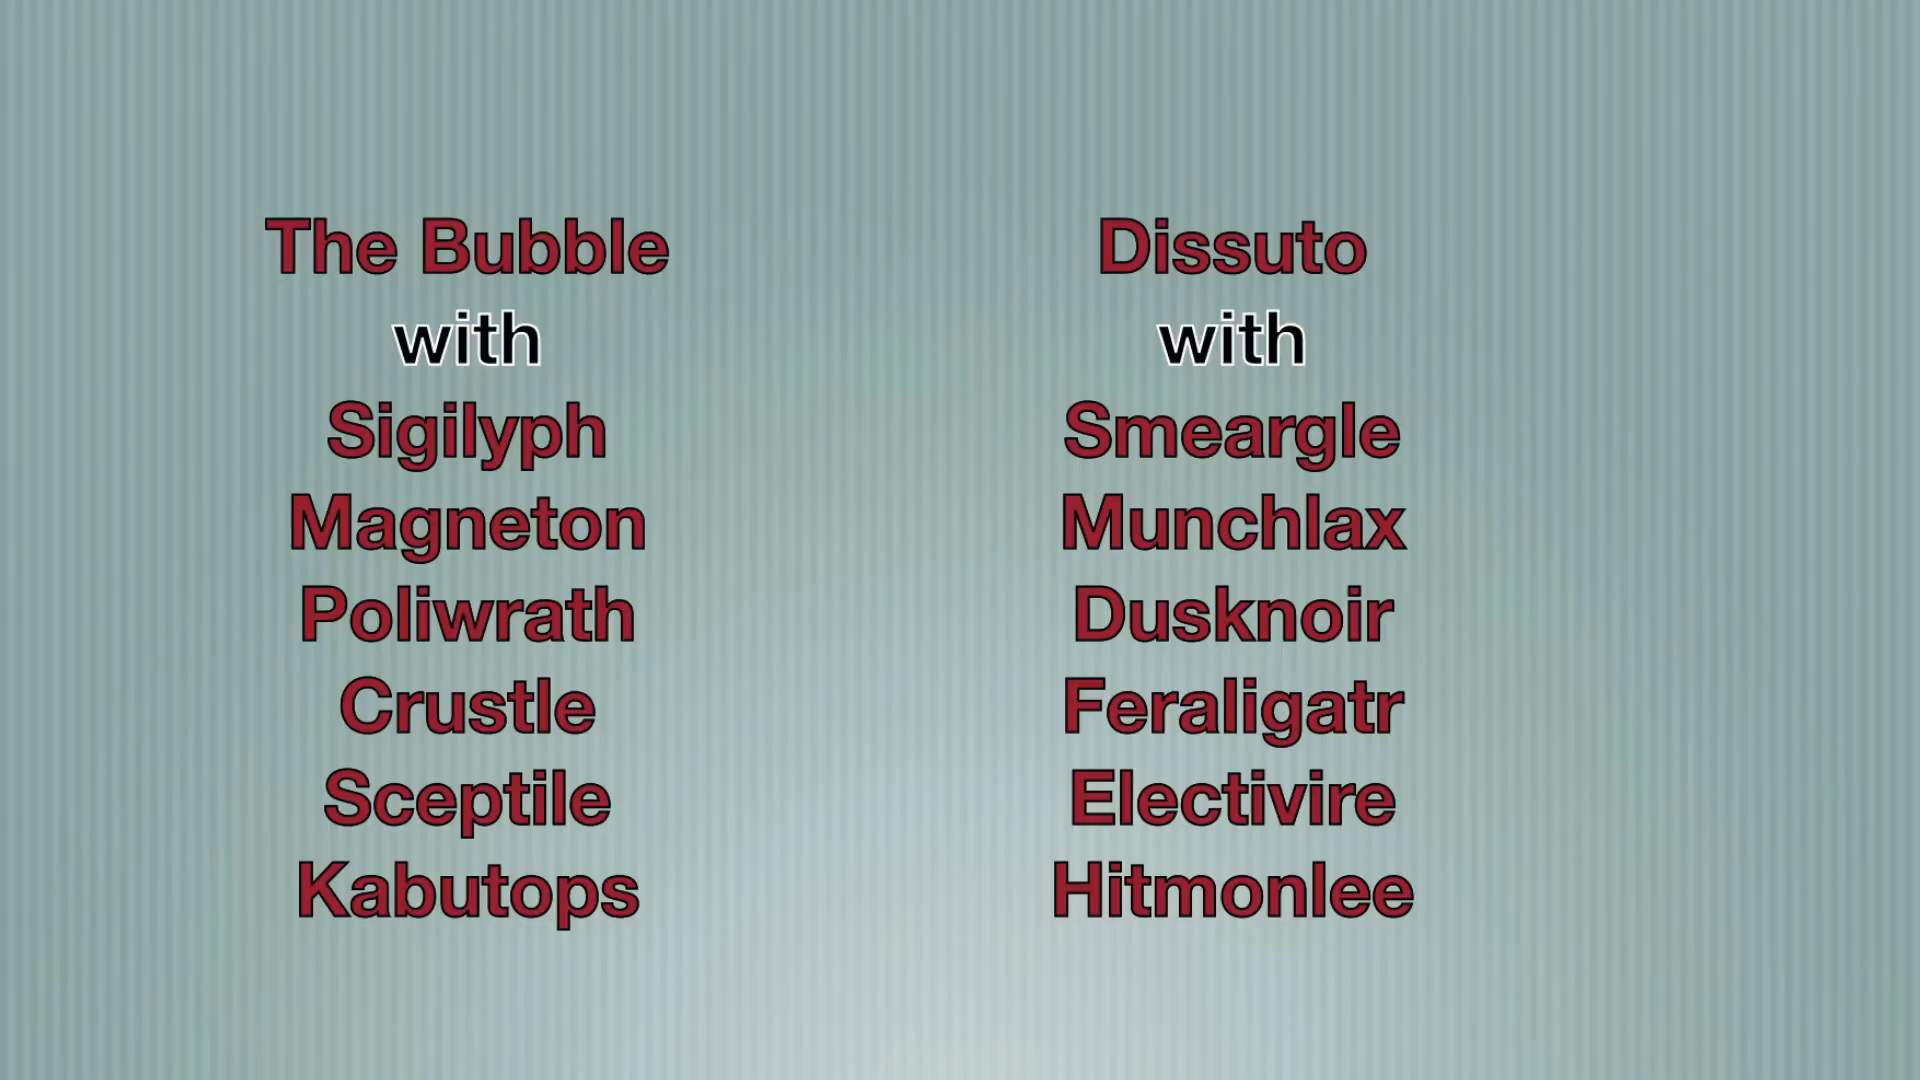 The Bubble
with
Sigilyph
Magneton
Poliwrath
Crustle
Sceptile
Kabutops
Dissuto
with
Smeargle
Munchlax
Dusknoir
Feraligatr
Electivire
Hitmonlee